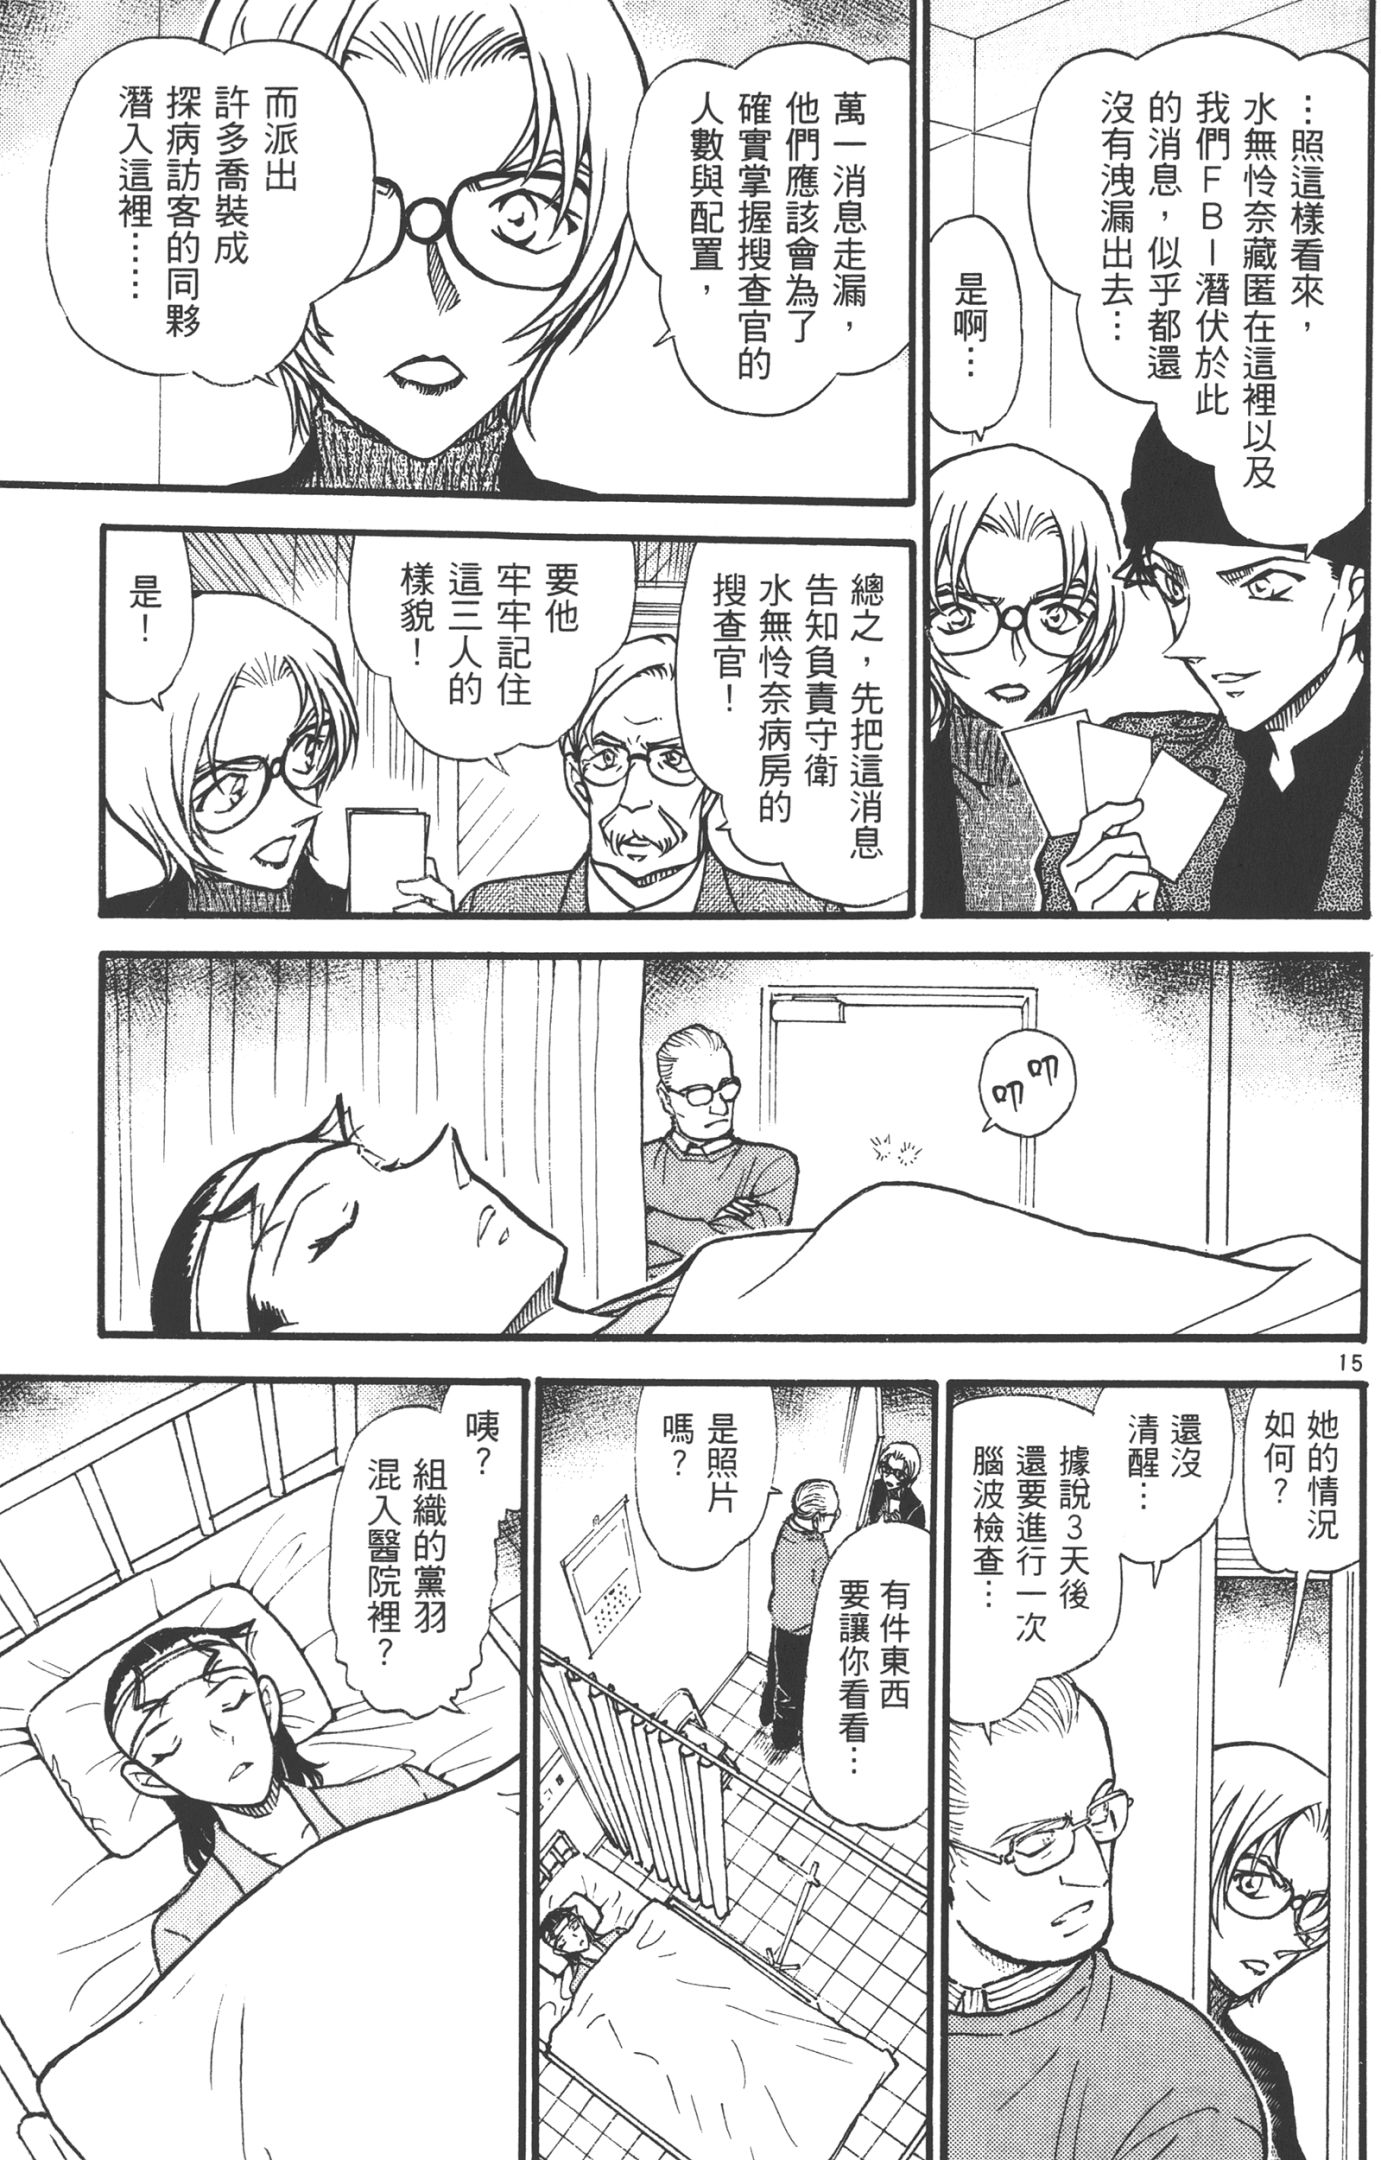 …照這樣看來，
水無怜奈藏匿在這裡以及
我們FBI潛伏於此
的消息，似乎都還
沒有洩漏出去…
是啊…
萬一消息走漏，
他們應該會為了
確實掌握搜查官的
人數與配置，
而派出
許多喬裝成
探病訪客的同夥
潛入這裡……
總之，先把這消息
告知負責守衛
水無怜奈病房的
搜查官！
要他
牢牢記住
這三人的
樣貌！
是！
叩
叩
15
她的情況
如何？
還沒
清醒…
據說3天後
還要進行一次
腦波檢查…
有件東西
要讓你看看…
是照片
嗎？
咦？
組織的黨羽
混入醫院裡？